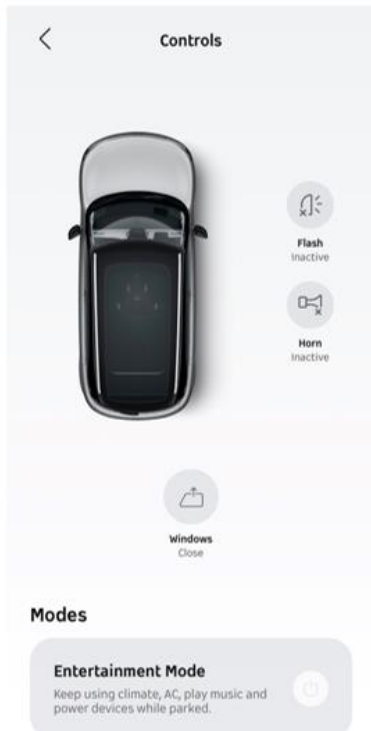 Controls
Flash
Inactive
Horn
Inactive
Windows
Close
Modes
Entertainment Mode
Keep using climate, AC, play music and
power devices while parked.